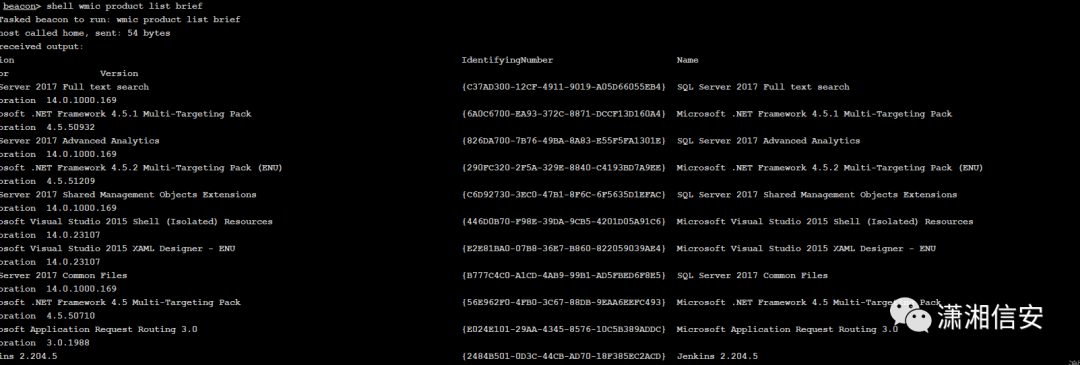 beacon> shell wmic product list brief
Tasked beacon to run: wmic product list brief
host called home, sent: 54 bytes
received output:
ion IdentifyingNumber Name
or Version
Server 2017 Full text search {C37AD300-12CF-4911-9019-A05D66055EB4} SQL Server 2017 Full text search
oration 14.0.1000.169
osoft .NET Framework 4.5.1 Multi-Targeting Pack {6A0C6700-EA93-372C-8871-DCCF13D160A4} Microsoft .NET Framework 4.5.1 Multi-Targeting Pack
oration 4.5.50932
Server 2017 Advanced Analytics {826DA700-7B76-49BA-8A83-E55F5FA1301E} SQL Server 2017 Advanced Analytics
oration 14.0.1000.169
osoft .NET Framework 4.5.2 Multi-Targeting Pack (ENU) {290FC320-2F5A-329E-8840-C4193BD7A9EE} Microsoft .NET Framework 4.5.2 Multi-Targeting Pack (ENU)
oration 4.5.51209
Server 2017 Shared Management Objects Extensions {C6D92730-3EC0-47B1-8F6C-6F5635D1EFAC} SQL Server 2017 Shared Management Objects Extensions
oration 14.0.1000.169
osoft Visual Studio 2015 Shell (Isolated) Resources {446D0B70-F98E-39DA-9CB5-4201D05A91C6} Microsoft Visual Studio 2015 Shell (Isolated) Resources
oration 14.0.23107
osoft Visual Studio 2015 XAML Designer - ENU {E2E81BA0-07B8-36E7-B860-822059039AE4} Microsoft Visual Studio 2015 XAML Designer - ENU
oration 14.0.23107
Server 2017 Common Files {B777C4C0-A1CD-4AB9-99B1-AD5FBED6F8E5} SQL Server 2017 Common Files
oration 14.0.1000.169
osoft .NET Framework 4.5 Multi-Targeting Pack {56E962F0-4FB0-3C67-88DB-9EAA6EEFC493} Microsoft .NET Framework 4.5 Multi-Targeting Pack
oration 4.5.50710
osoft Application Request Routing 3.0 {E024E101-29AA-4345-8576-10C5B389ADDC} Microsoft Application Request Routing 3.0
oration 3.0.1988
ins 2.204.5 {2484B501-0D3C-44CB-AD70-18F385EC2ACD} Jenkins 2.204.5
潇湘信安